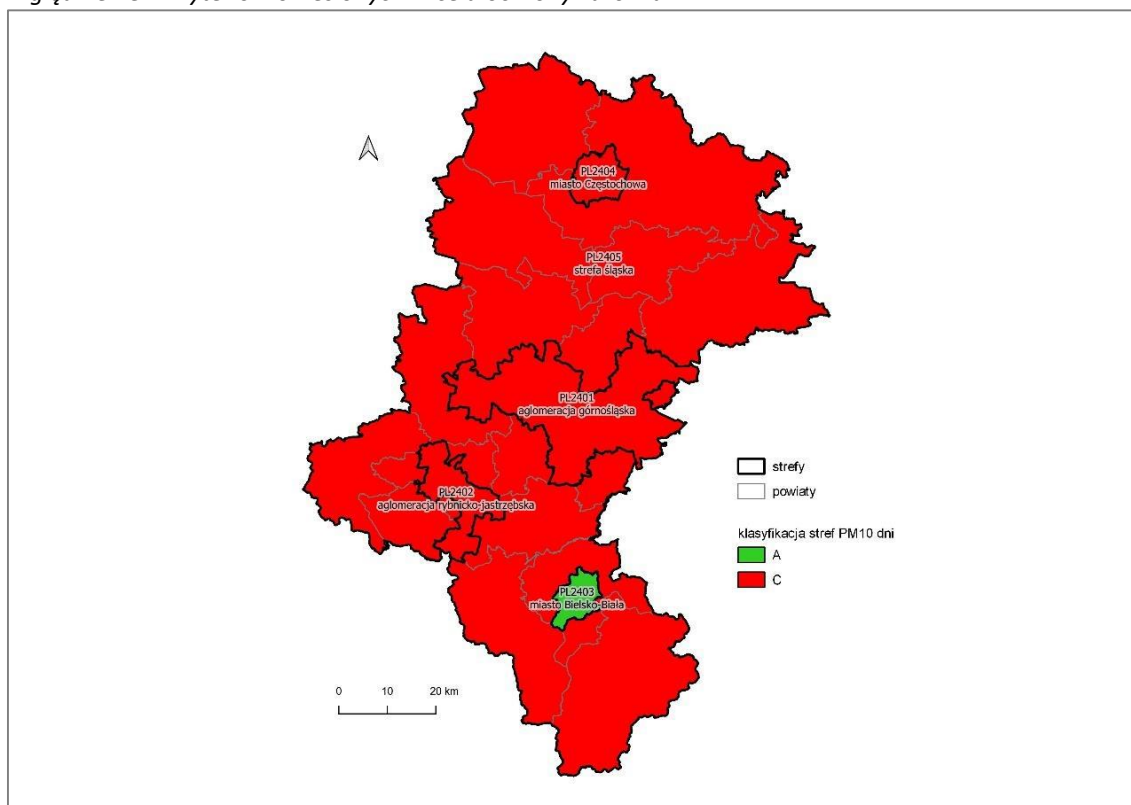 PL2404
miasto Częstochowa
PL2405
strefa śląska
PL2401
aglomeracja górnośląska
PL2402
aglomeracja rybnicko-jastrzębska
PL2403
miasto Bielsko-Biała
strefy
powiaty
klasyfikacja stref PM10 dni
A
C
0 10 20 km